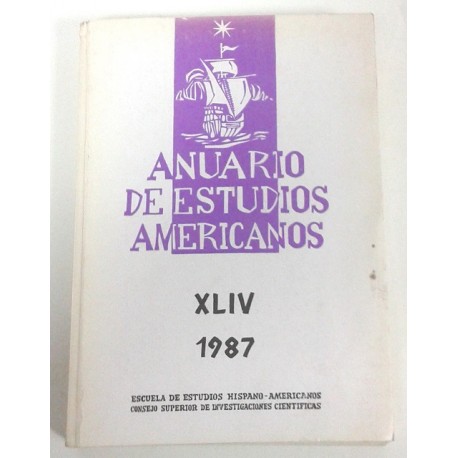 ANUARIO
DE ESTUDIOS
AMERICANOS
XLIV
1987
ESCUELA DE ESTUDIOS HISPANO-AMERICANOS
CONSEJO SUPERIOR DE INVESTIGACIONES CIENTIFICAS